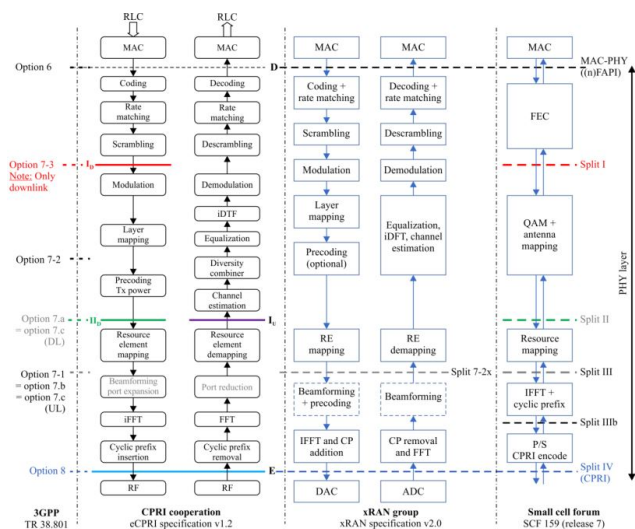 RLC
RLC
MAC
MAC
MAC
MAC
MAC
Option 6
D
MAC-PHY
((n)FAPI)
Coding
Rate
matching
Scrambling
Decoding
Rate
matching
Descrambling
Coding +
rate matching
Scrambling
Decoding +
rate matching
Descrambling
FEC
Option 7-3
Note: Only
downlink
I_D
Split I
Modulation
Layer
mapping
Precoding
Tx power
Demodulation
iDTF
Equalization
Diversity
combiner
Channel
estimation
Modulation
Layer
mapping
Precoding
(optional)
Demodulation
Equalization,
iDFT, channel
estimation
QAM +
antenna
mapping
Option 7-2
PHY layer
Option 7.a
= option 7.c
(DL)
II_D
I_U
Split II
Resource
element
mapping
Resource
element
demapping
RE
mapping
RE
demapping
Resource
mapping
Option 7-1
= option 7.b
= option 7.c
(UL)
Split 7-2x
Split III
Beamforming
port expansion
Port reduction
Beamforming
+ precoding
Beamforming
IFFT +
cyclic prefix
iFFT
FFT
Split IIIb
Cyclic prefix
insertion
Cyclic prefix
removal
IFFT and CP
addition
CP removal
and FFT
P/S
CPRI encode
Option 8
E
Split IV
(CPRI)
RF
RF
DAC
ADC
3GPP
TR 38.801
CPRI cooperation
eCPRI specification v1.2
xRAN group
xRAN specification v2.0
Small cell forum
SCF 159 (release 7)